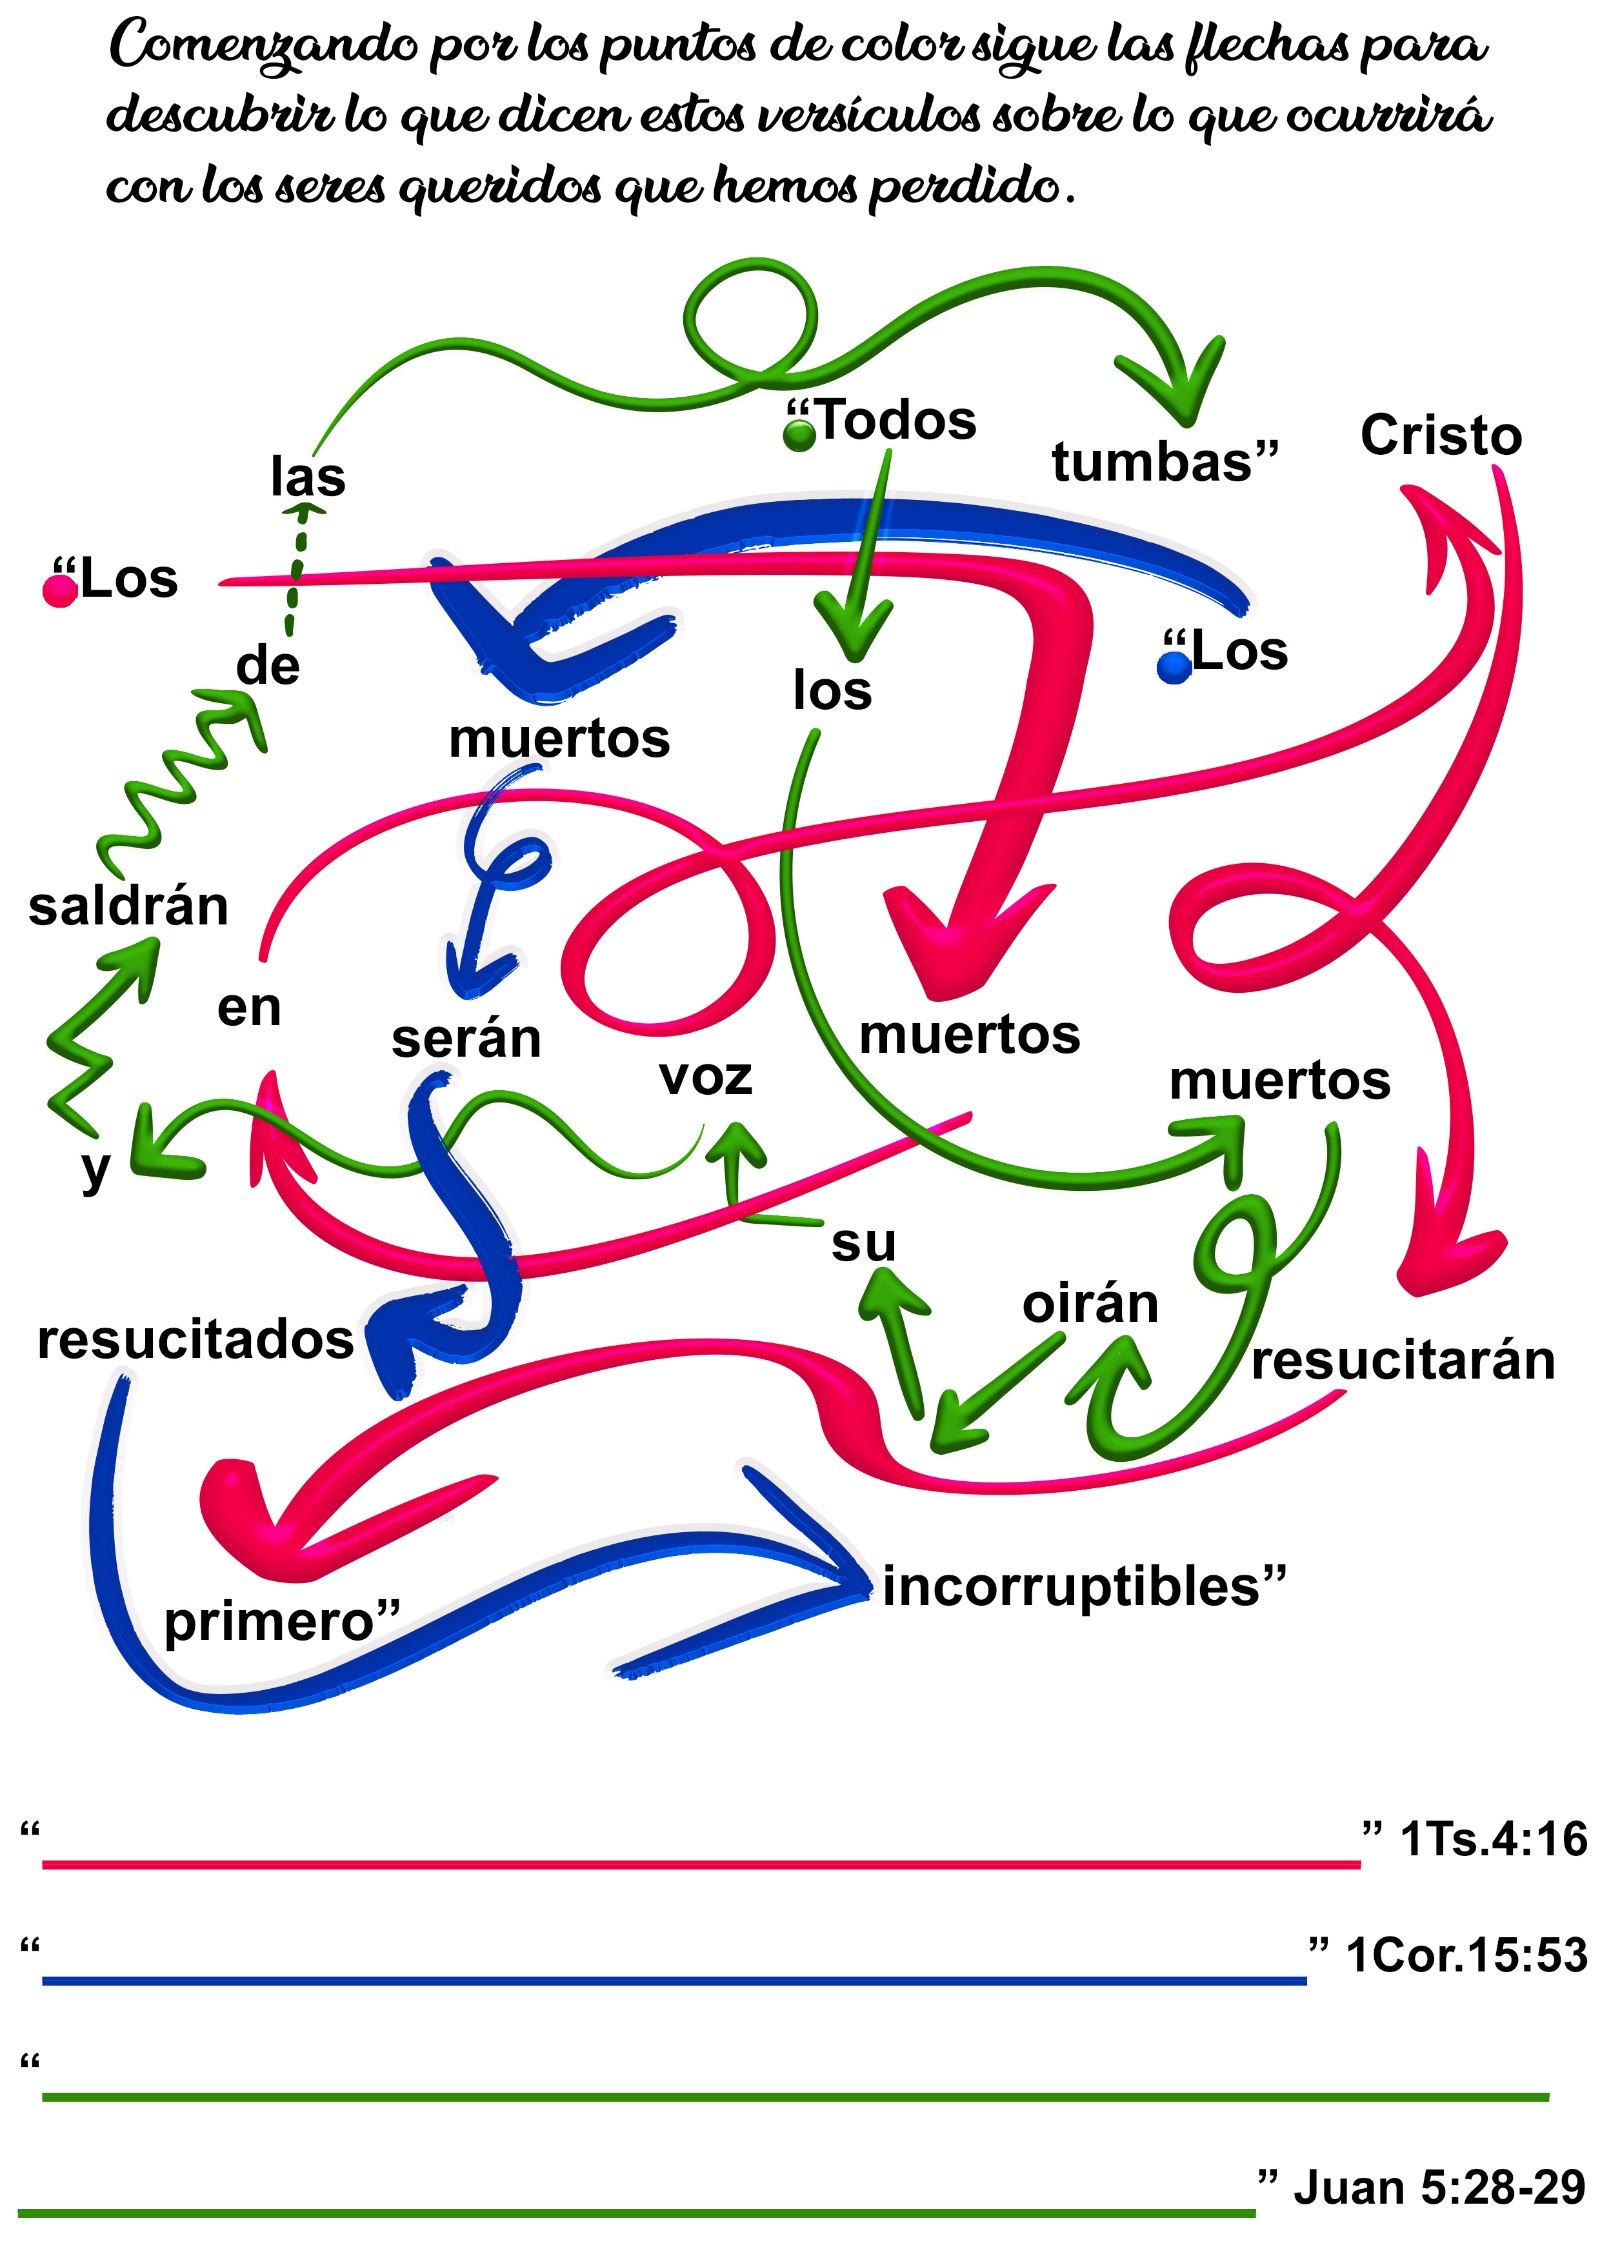 Comenzando por los puntos de color sigue las flechas para
descubrir lo que dicen estos versículos sobre lo que ocurrirá
con los seres queridos que hemos perdido.
“Todos
Cristo
tumbas”
las
“Los
“Los
de
los
muertos
saldrán
en
serán
muertos
voz
muertos
y
su
oirán
resucitados
resucitarán
incorruptibles”
primero”
“ ” 1Ts.4:16
“ ” 1Cor.15:53
“
” Juan 5:28-29